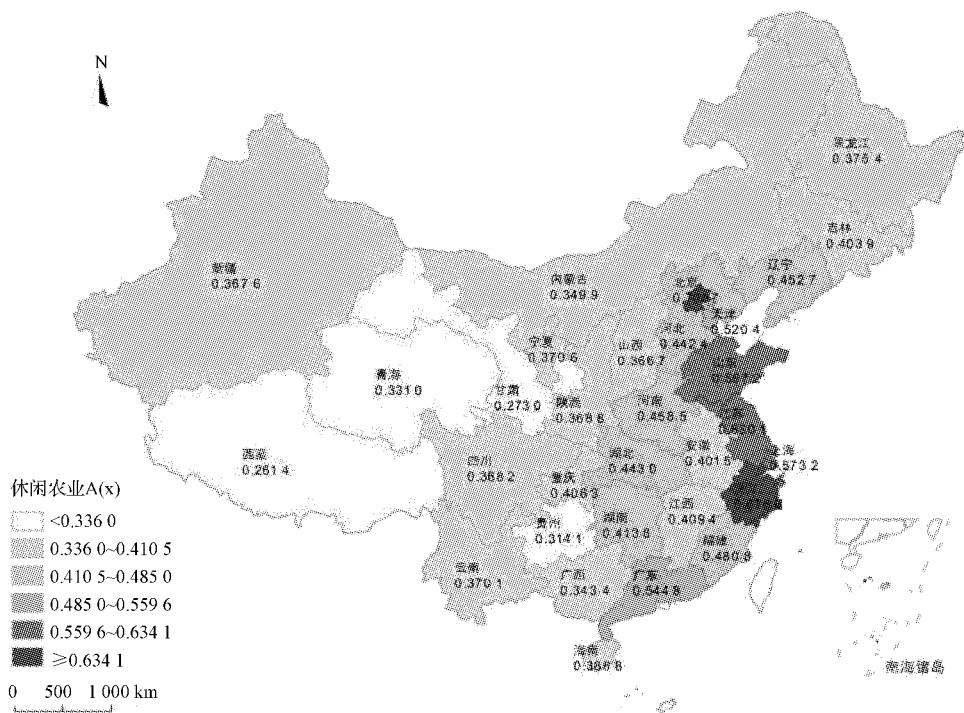 N
黑龙江
0.375 4
吉林
0.403 9
辽宁
0.452 7
新疆
0.367 6
内蒙古
0.349 9
北京
天津
0.520 4
河北
0.442 4
宁夏
0.370 6
山西
0.366 7
山东
青海
0.331 0
甘肃
0.273 0
陕西
0.368 8
河南
0.458 5
西藏
0.261 4
四川
0.368 2
重庆
0.406 3
湖北
0.443 0
安徽
0.401 5
上海
0.573 2
贵州
0.314 1
湖南
0.413 8
江西
0.409 4
福建
0.480 8
云南
0.370 1
广西
0.343 4
广东
0.544 8
海南
0.386 8
南海诸岛
休闲农业A(x)
<0.336 0
0.336 0~0.410 5
0.410 5~0.485 0
0.485 0~0.559 6
0.559 6~0.634 1
≥0.634 1
0 500 1 000 km